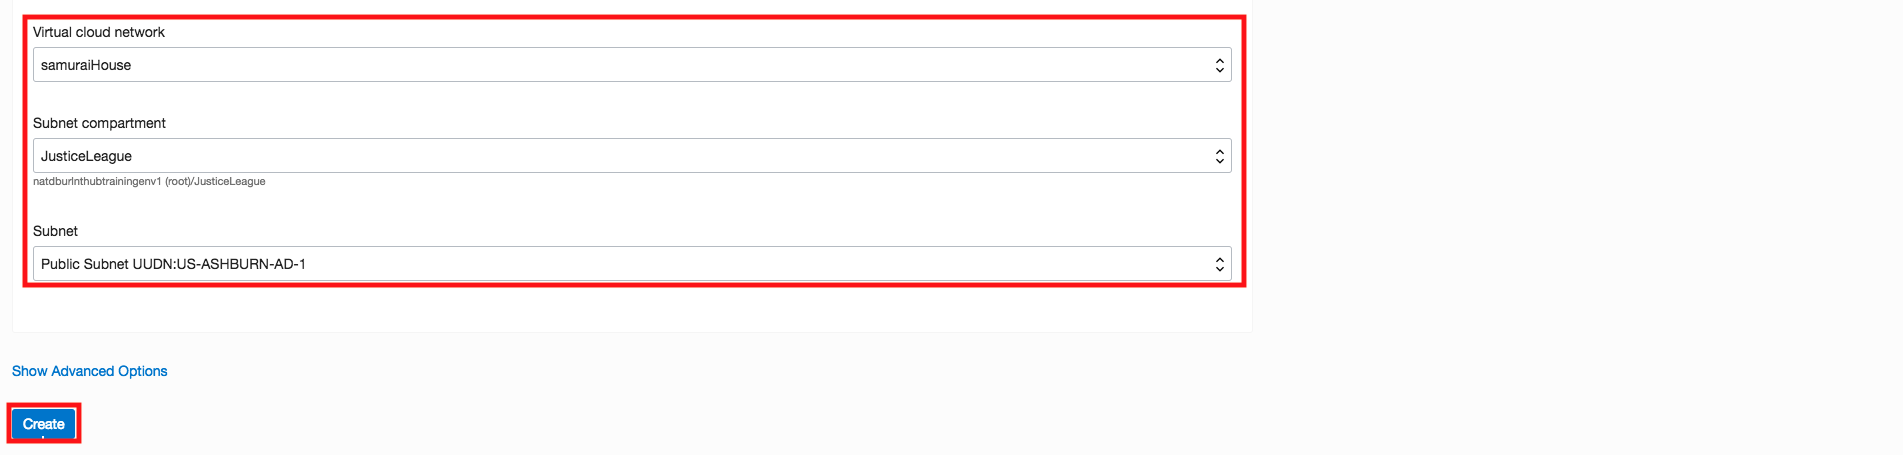 Virtual cloud network
samuraiHouse
Subnet compartment
JusticeLeague
natdburlnthubtrainingenv1 (root)/JusticeLeague
Subnet
Public Subnet UUDN:US-ASHBURN-AD-1
Show Advanced Options
Create